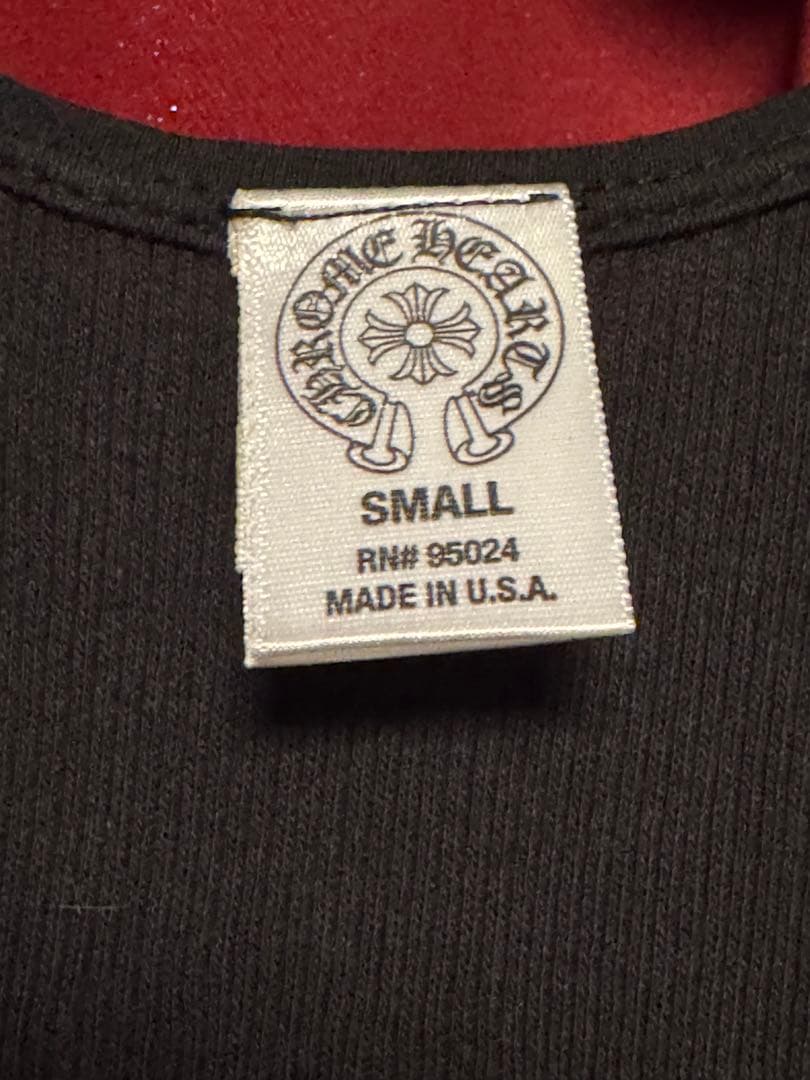 CHROME HEARTS
SMALL
RN# 95024
MADE IN U.S.A.